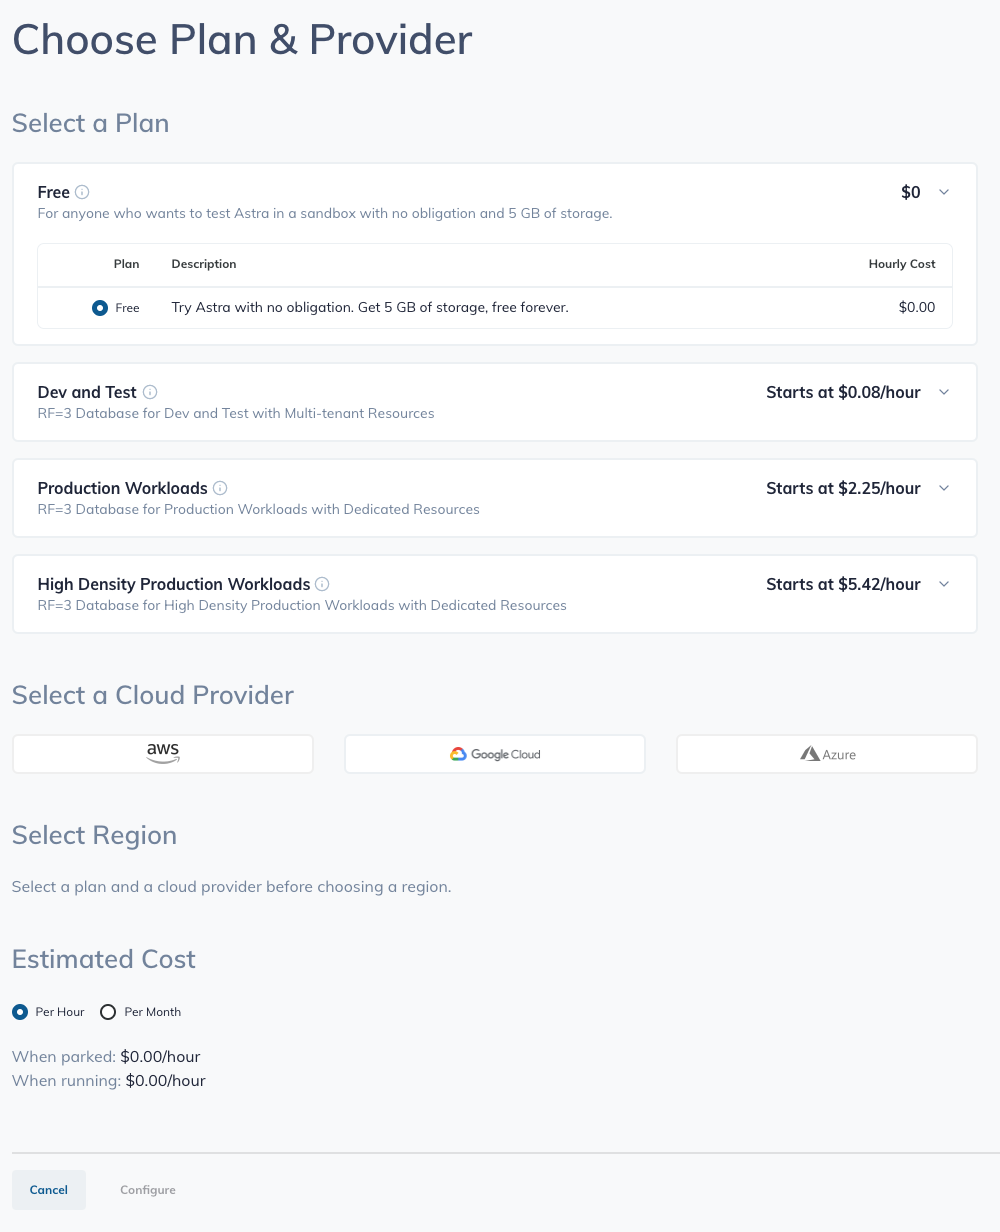 Choose Plan & Provider
Select a Plan
Free
$0
For anyone who wants to test Astra in a sandbox with no obligation and 5 GB of storage.
Plan Description Hourly Cost
Free Try Astra with no obligation. Get 5 GB of storage, free forever. $0.00
Dev and Test
Starts at $0.08/hour
RF=3 Database for Dev and Test with Multi-tenant Resources
Production Workloads
Starts at $2.25/hour
RF=3 Database for Production Workloads with Dedicated Resources
High Density Production Workloads
Starts at $5.42/hour
RF=3 Database for High Density Production Workloads with Dedicated Resources
Select a Cloud Provider
aws Google Cloud Azure
Select Region
Select a plan and a cloud provider before choosing a region.
Estimated Cost
Per Hour Per Month
When parked: $0.00/hour
When running: $0.00/hour
Cancel Configure